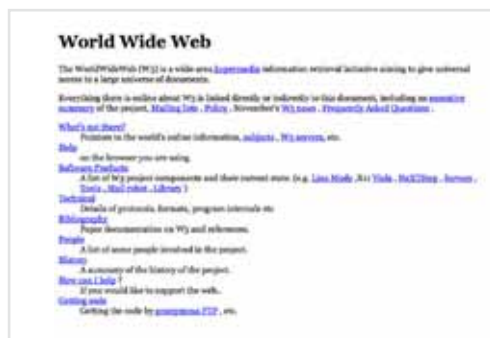 World Wide Web
The WorldWideWeb (W3) is a wide-area hypermedia information retrieval initiative aiming to give universal
access to a large universe of documents.
Everything there is online about W3 is linked directly or indirectly to this document, including an executive
summary of the project, Mailing lists , Policy , November's W3 news , Frequently Asked Questions .
What's out there?
Pointers to the world's online information, subjects , W3 servers, etc.
Help
on the browser you are using
Software Products
A list of W3 project components and their current state. (e.g. Line Mode ,X11 Viola , NeXTStep , Servers ,
Tools , Mail robot , Library )
Technical
Details of protocols, formats, program internals etc
Bibliography
Paper documentation on W3 and references.
People
A list of some people involved in the project.
History
A summary of the history of the project.
How can I help ?
If you would like to support the web..
Getting code
Getting the code by anonymous FTP , etc.